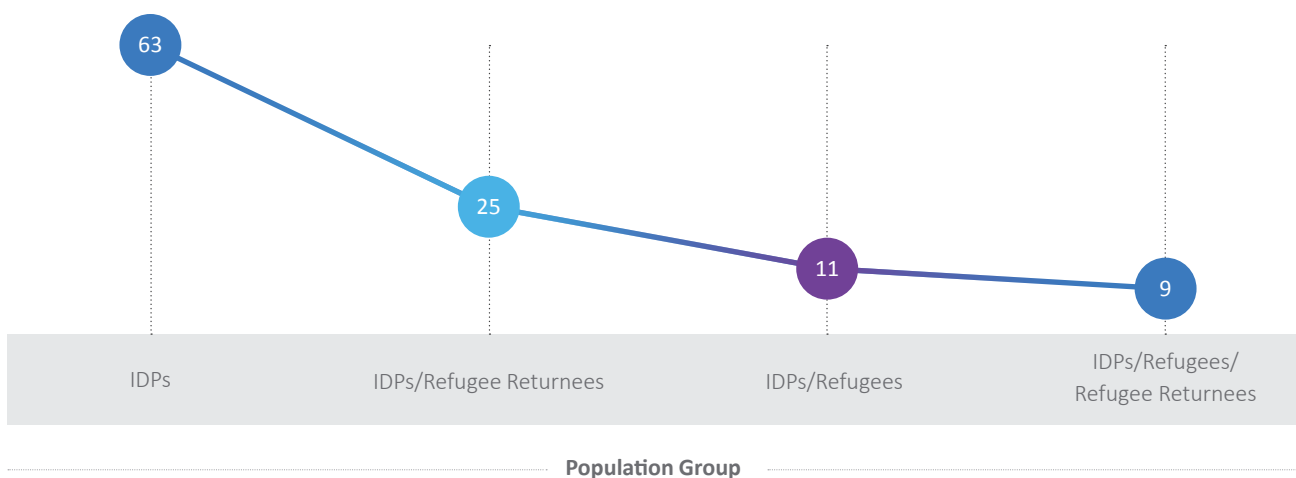 63
25
11
9
IDPs
IDPs/Refugee Returnees
IDPs/Refugees
IDPs/Refugees/
Refugee Returnees
Population Group